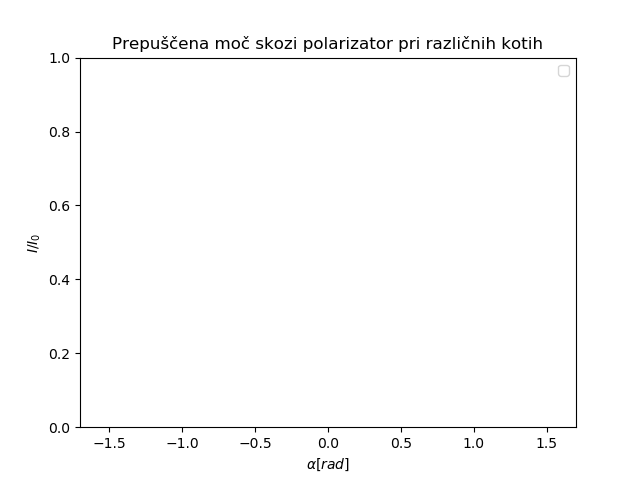 Prepuščena moč skozi polarizator pri različnih kotih
1.0
0.8
0.6
0.4
0.2
0.0
I/I₀
−1.5 −1.0 −0.5 0.0 0.5 1.0 1.5
α[rad]